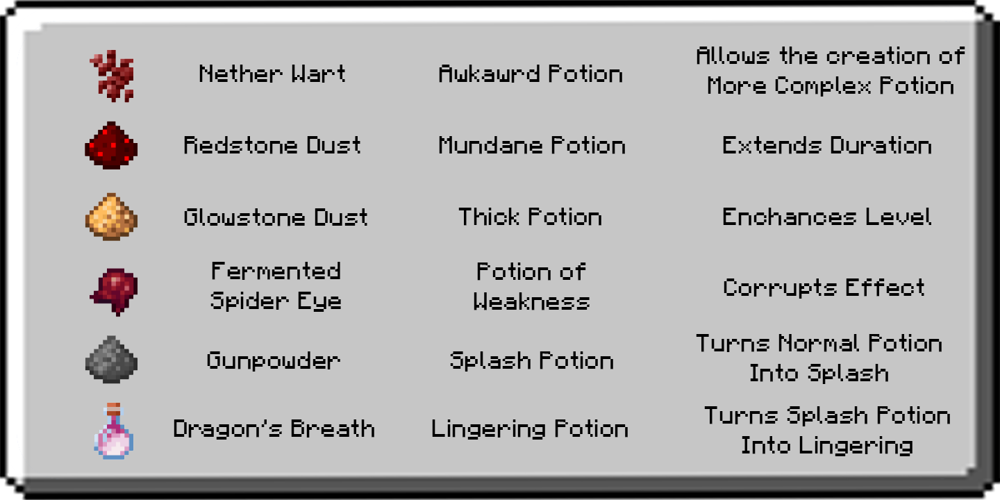 Nether Wart
Awkawrd Potion
Allows the creation of
More Complex Potion
Redstone Dust
Mundane Potion
Extends Duration
Glowstone Dust
Thick Potion
Enchances Level
Fermented
Spider Eye
Potion of
Weakness
Corrupts Effect
Gunpowder
Splash Potion
Turns Normal Potion
Into Splash
Dragon's Breath
Lingering Potion
Turns Splash Potion
Into Lingering